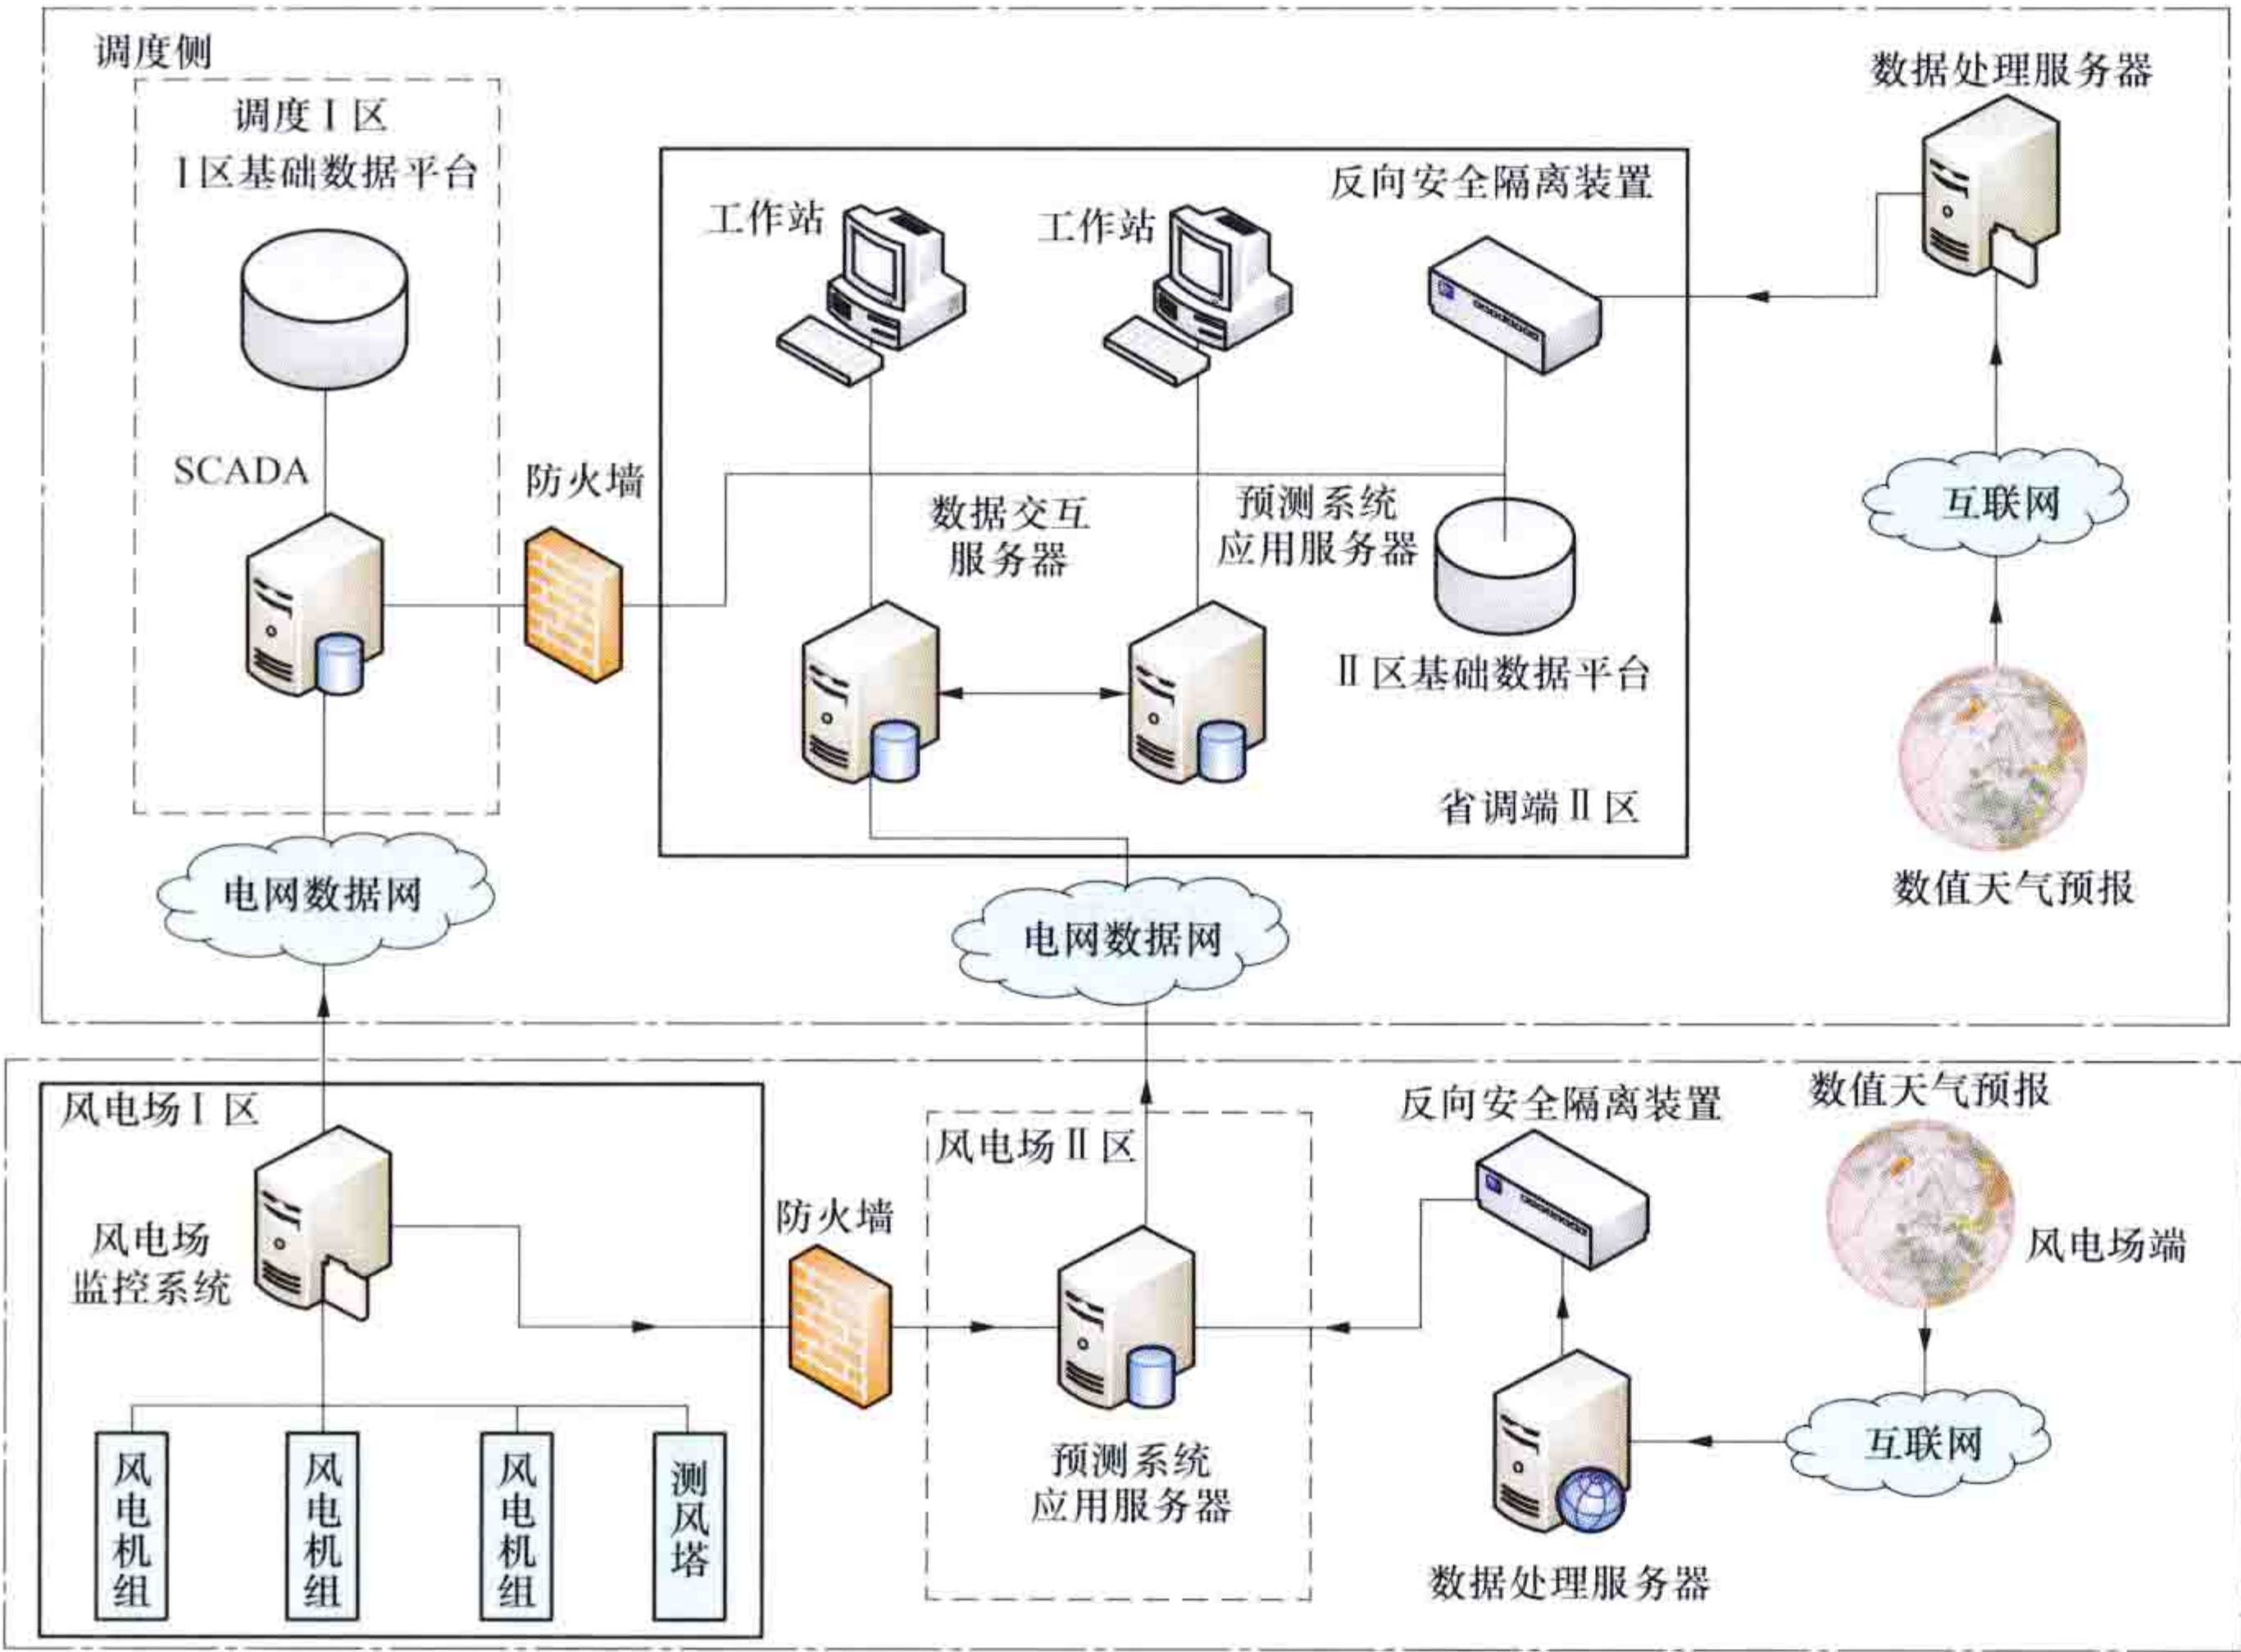 调度侧
调度Ⅰ区
Ⅰ区基础数据平台
SCADA
防火墙
工作站
工作站
反向安全隔离装置
数据处理服务器
数据交互
服务器
预测系统
应用服务器
Ⅱ区基础数据平台
省调端Ⅱ区
互联网
数值天气预报
电网数据网
电网数据网
风电场Ⅰ区
风电场
监控系统
风电机组
风电机组
风电机组
测风塔
防火墙
风电场Ⅱ区
预测系统
应用服务器
反向安全隔离装置
数值天气预报
风电场端
互联网
数据处理服务器